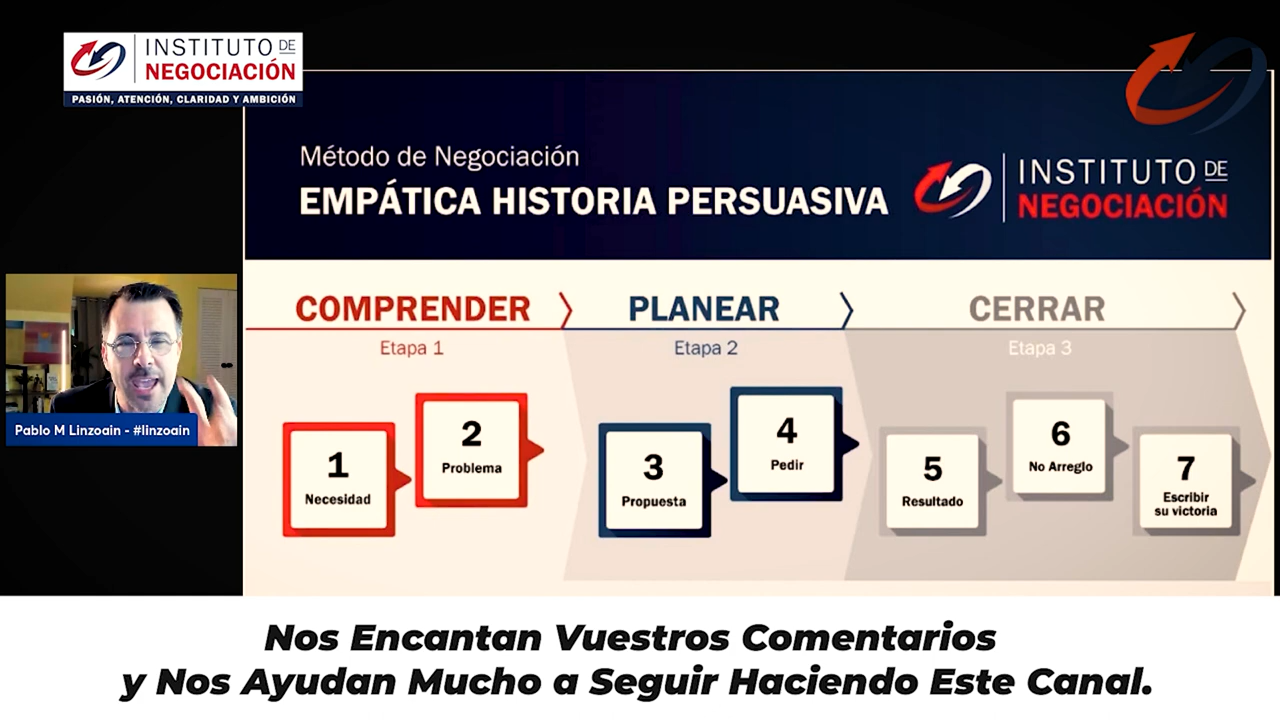 INSTITUTO DE
NEGOCIACIÓN
PASIÓN, ATENCIÓN, CLARIDAD Y AMBICIÓN
Método de Negociación
EMPÁTICA HISTORIA PERSUASIVA
INSTITUTO DE
NEGOCIACIÓN
COMPRENDER
PLANEAR
CERRAR
Etapa 1
Etapa 2
Etapa 3
1
Necesidad
2
Problema
3
Propuesta
4
Pedir
5
Resultado
6
No Arreglo
7
Escribir
su victoria
Pablo M Linzoain - #linzoain
Nos Encantan Vuestros Comentarios
y Nos Ayudan Mucho a Seguir Haciendo Este Canal.